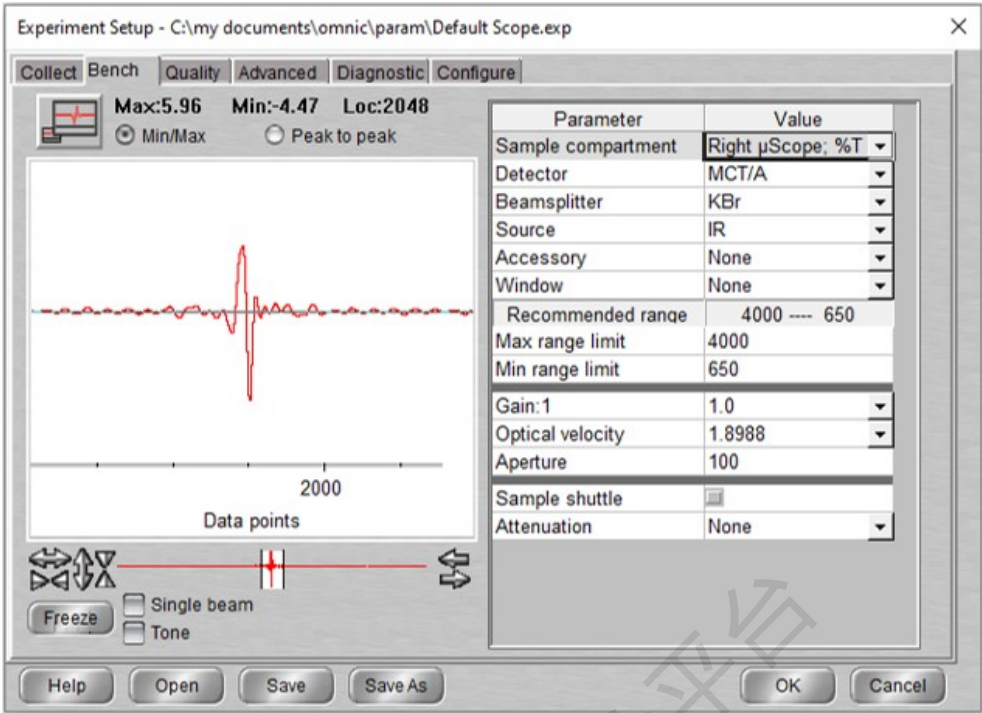 Experiment Setup - C:\my documents\omnic\param\Default Scope.exp
Collect Bench Quality Advanced Diagnostic Configure
Max:5.96 Min:-4.47 Loc:2048
Min/Max Peak to peak
2000
Data points
Freeze
Single beam
Tone
Parameter Value
Sample compartment Right µScope; %T
Detector MCT/A
Beamsplitter KBr
Source IR
Accessory None
Window None
Recommended range 4000 ---- 650
Max range limit 4000
Min range limit 650
Gain:1 1.0
Optical velocity 1.8988
Aperture 100
Sample shuttle
Attenuation None
Help Open Save Save As OK Cancel
平台